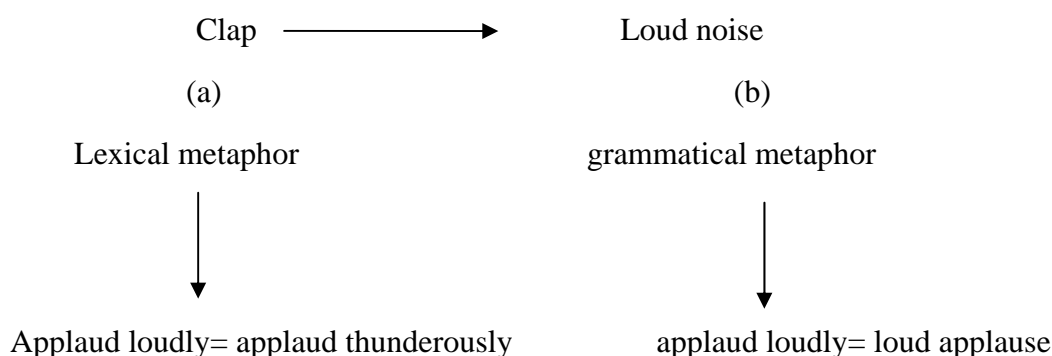 Clap Loud noise
(a) (b)
Lexical metaphor grammatical metaphor
Applaud loudly= applaud thunderously applaud loudly= loud applause